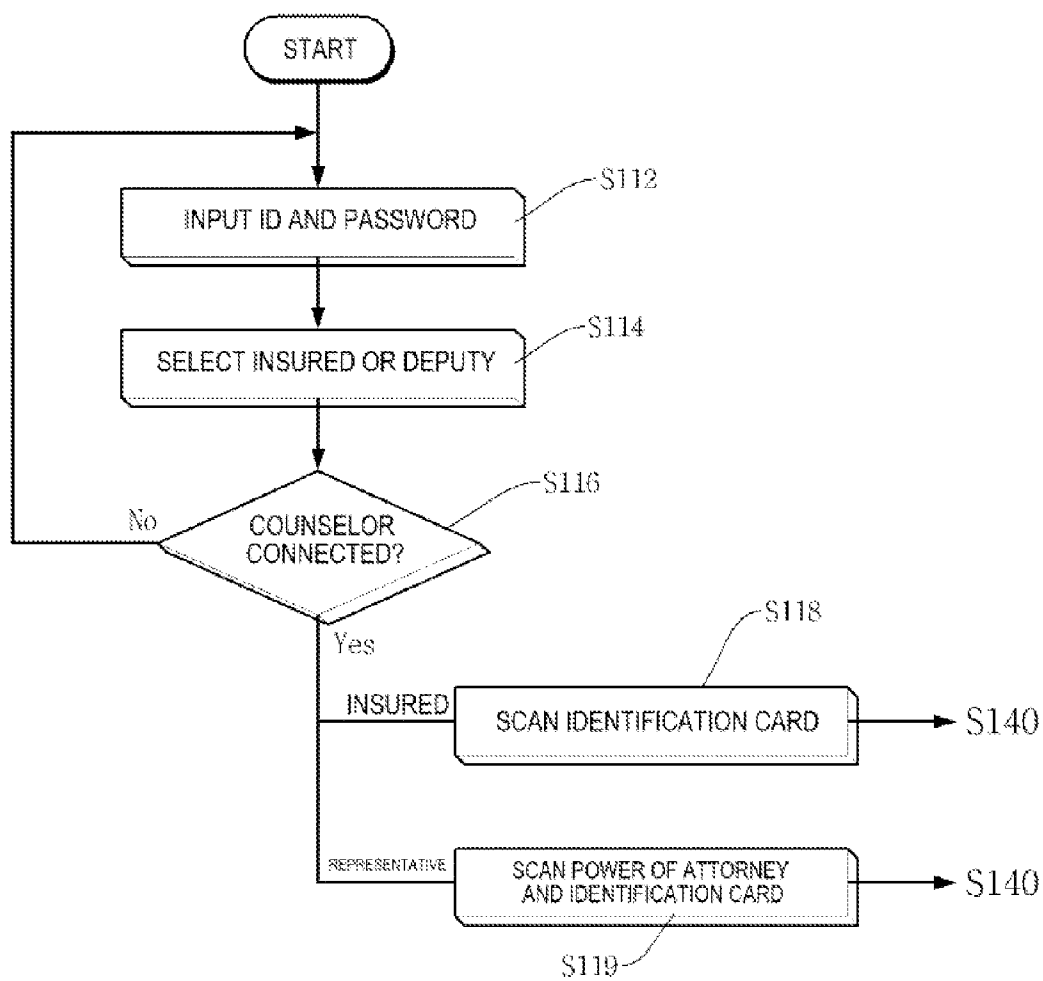 START
S112
INPUT ID AND PASSWORD
S114
SELECT INSURED OR DEPUTY
S116
No
COUNSELOR
CONNECTED?
Yes
S118
INSURED
SCAN IDENTIFICATION CARD
S140
REPRESENTATIVE
SCAN POWER OF ATTORNEY
AND IDENTIFICATION CARD
S140
S119